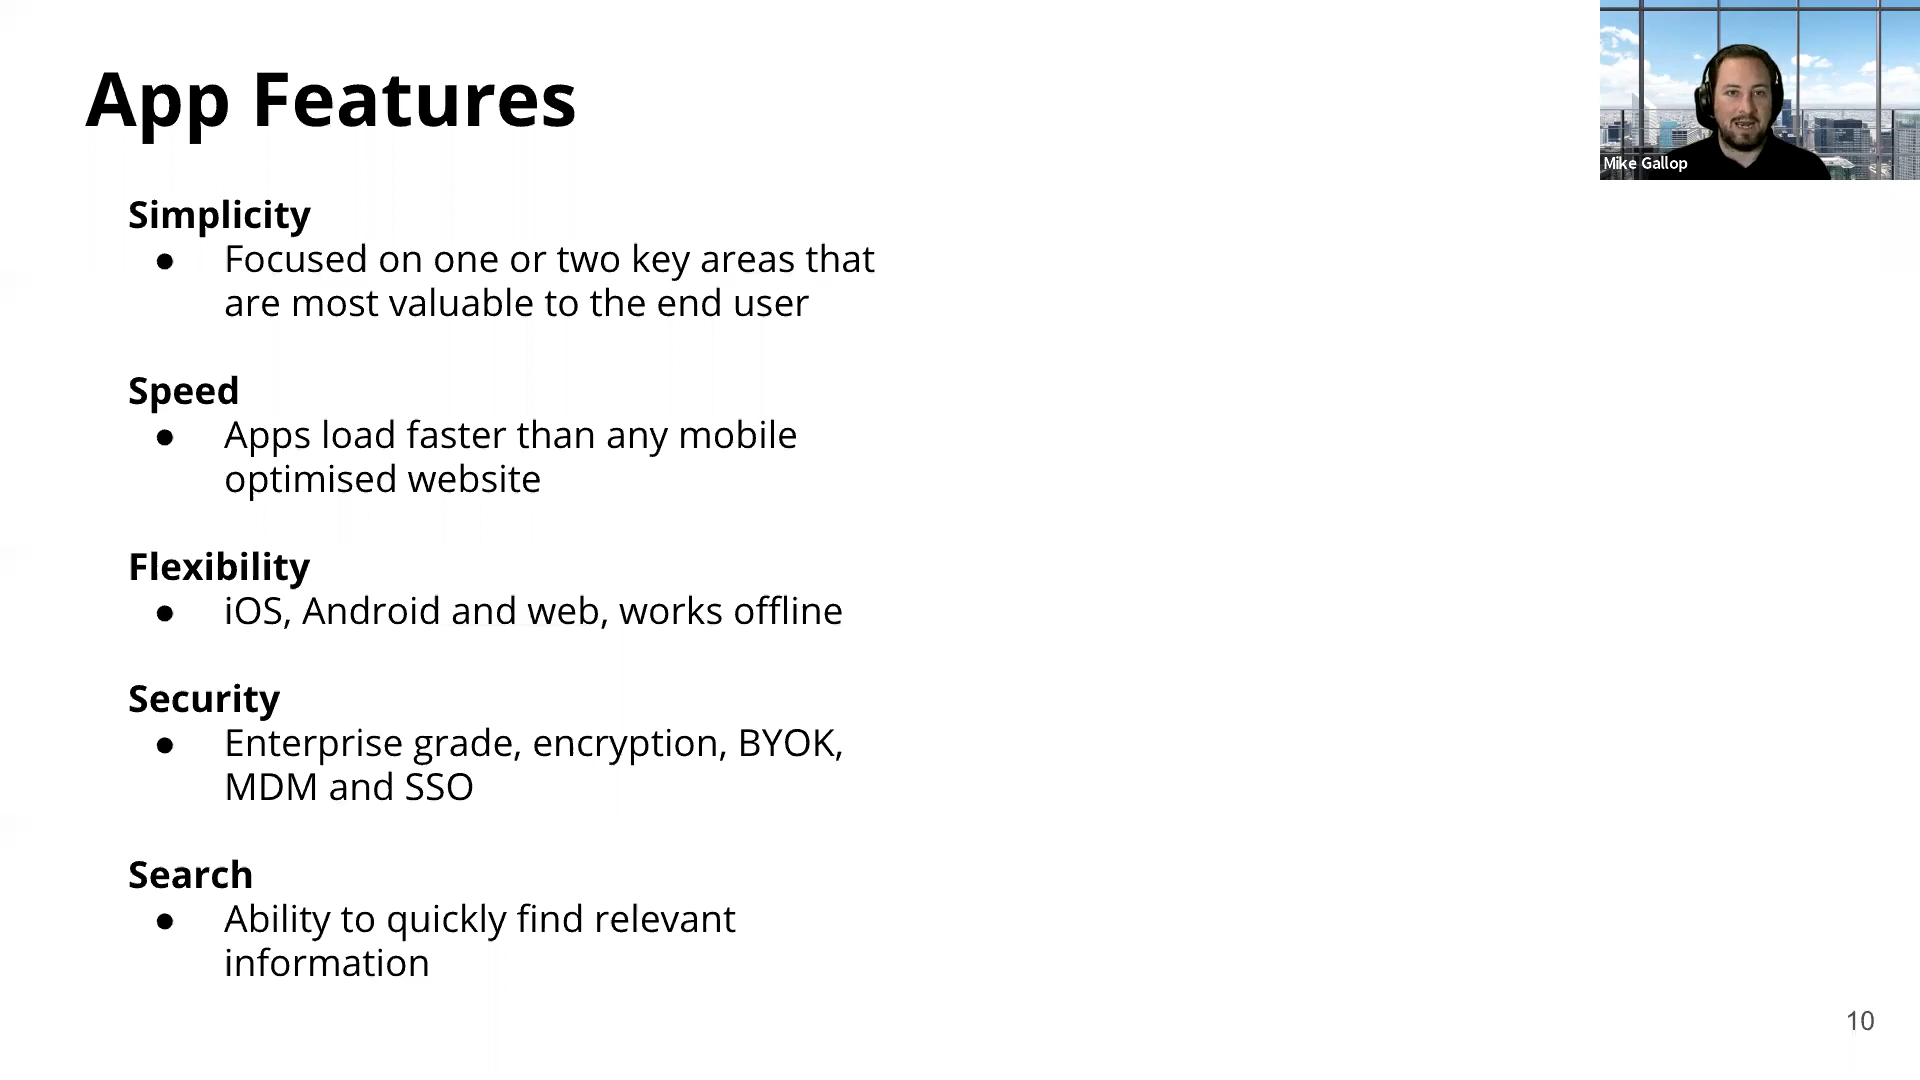 App Features
Mike Gallop
Simplicity
● Focused on one or two key areas that
are most valuable to the end user
Speed
● Apps load faster than any mobile
optimised website
Flexibility
● iOS, Android and web, works offline
Security
● Enterprise grade, encryption, BYOK,
MDM and SSO
Search
● Ability to quickly find relevant
information
10